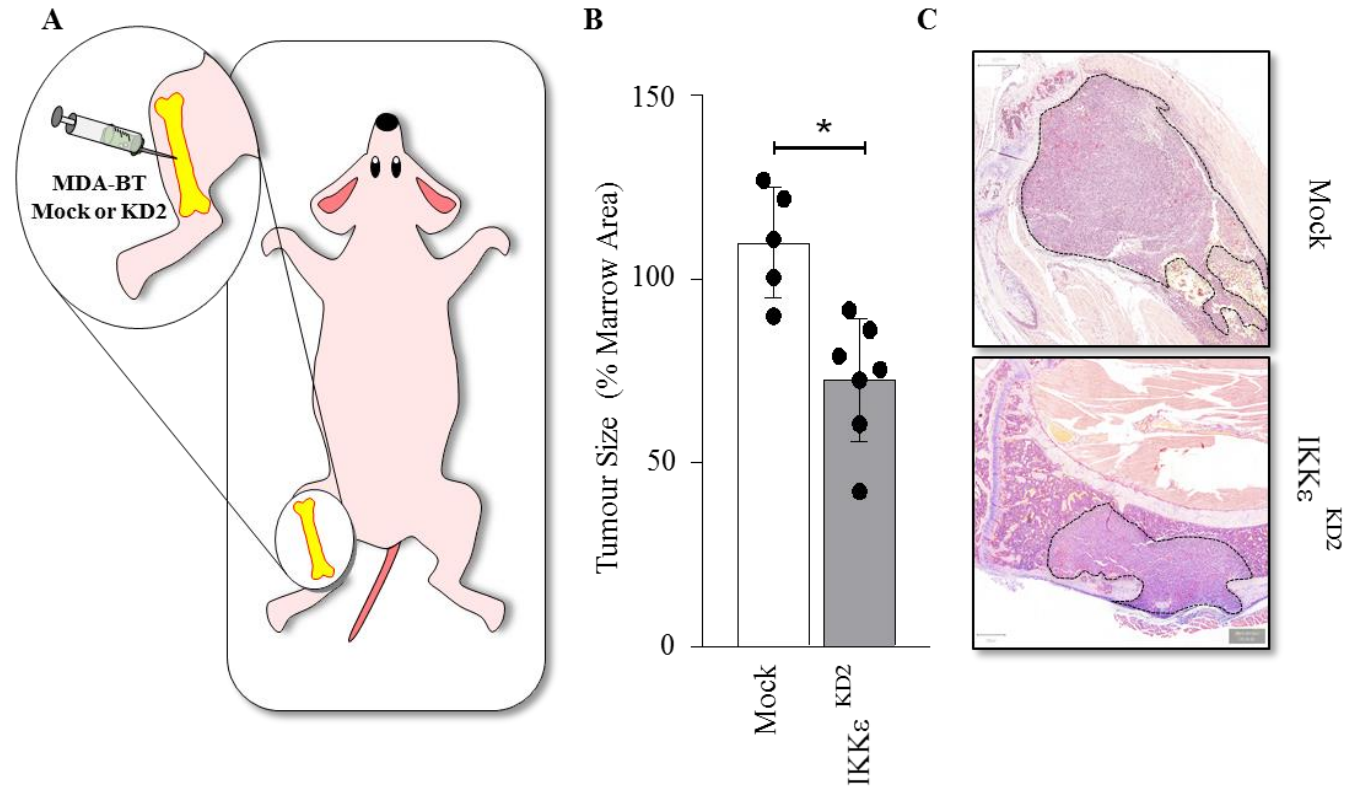 A
MDA-BT
Mock or KD2
B
Tumour Size (% Marrow Area)
150
100
50
0
*
Mock
IKKε KD2
C
Mock
IKKε KD2